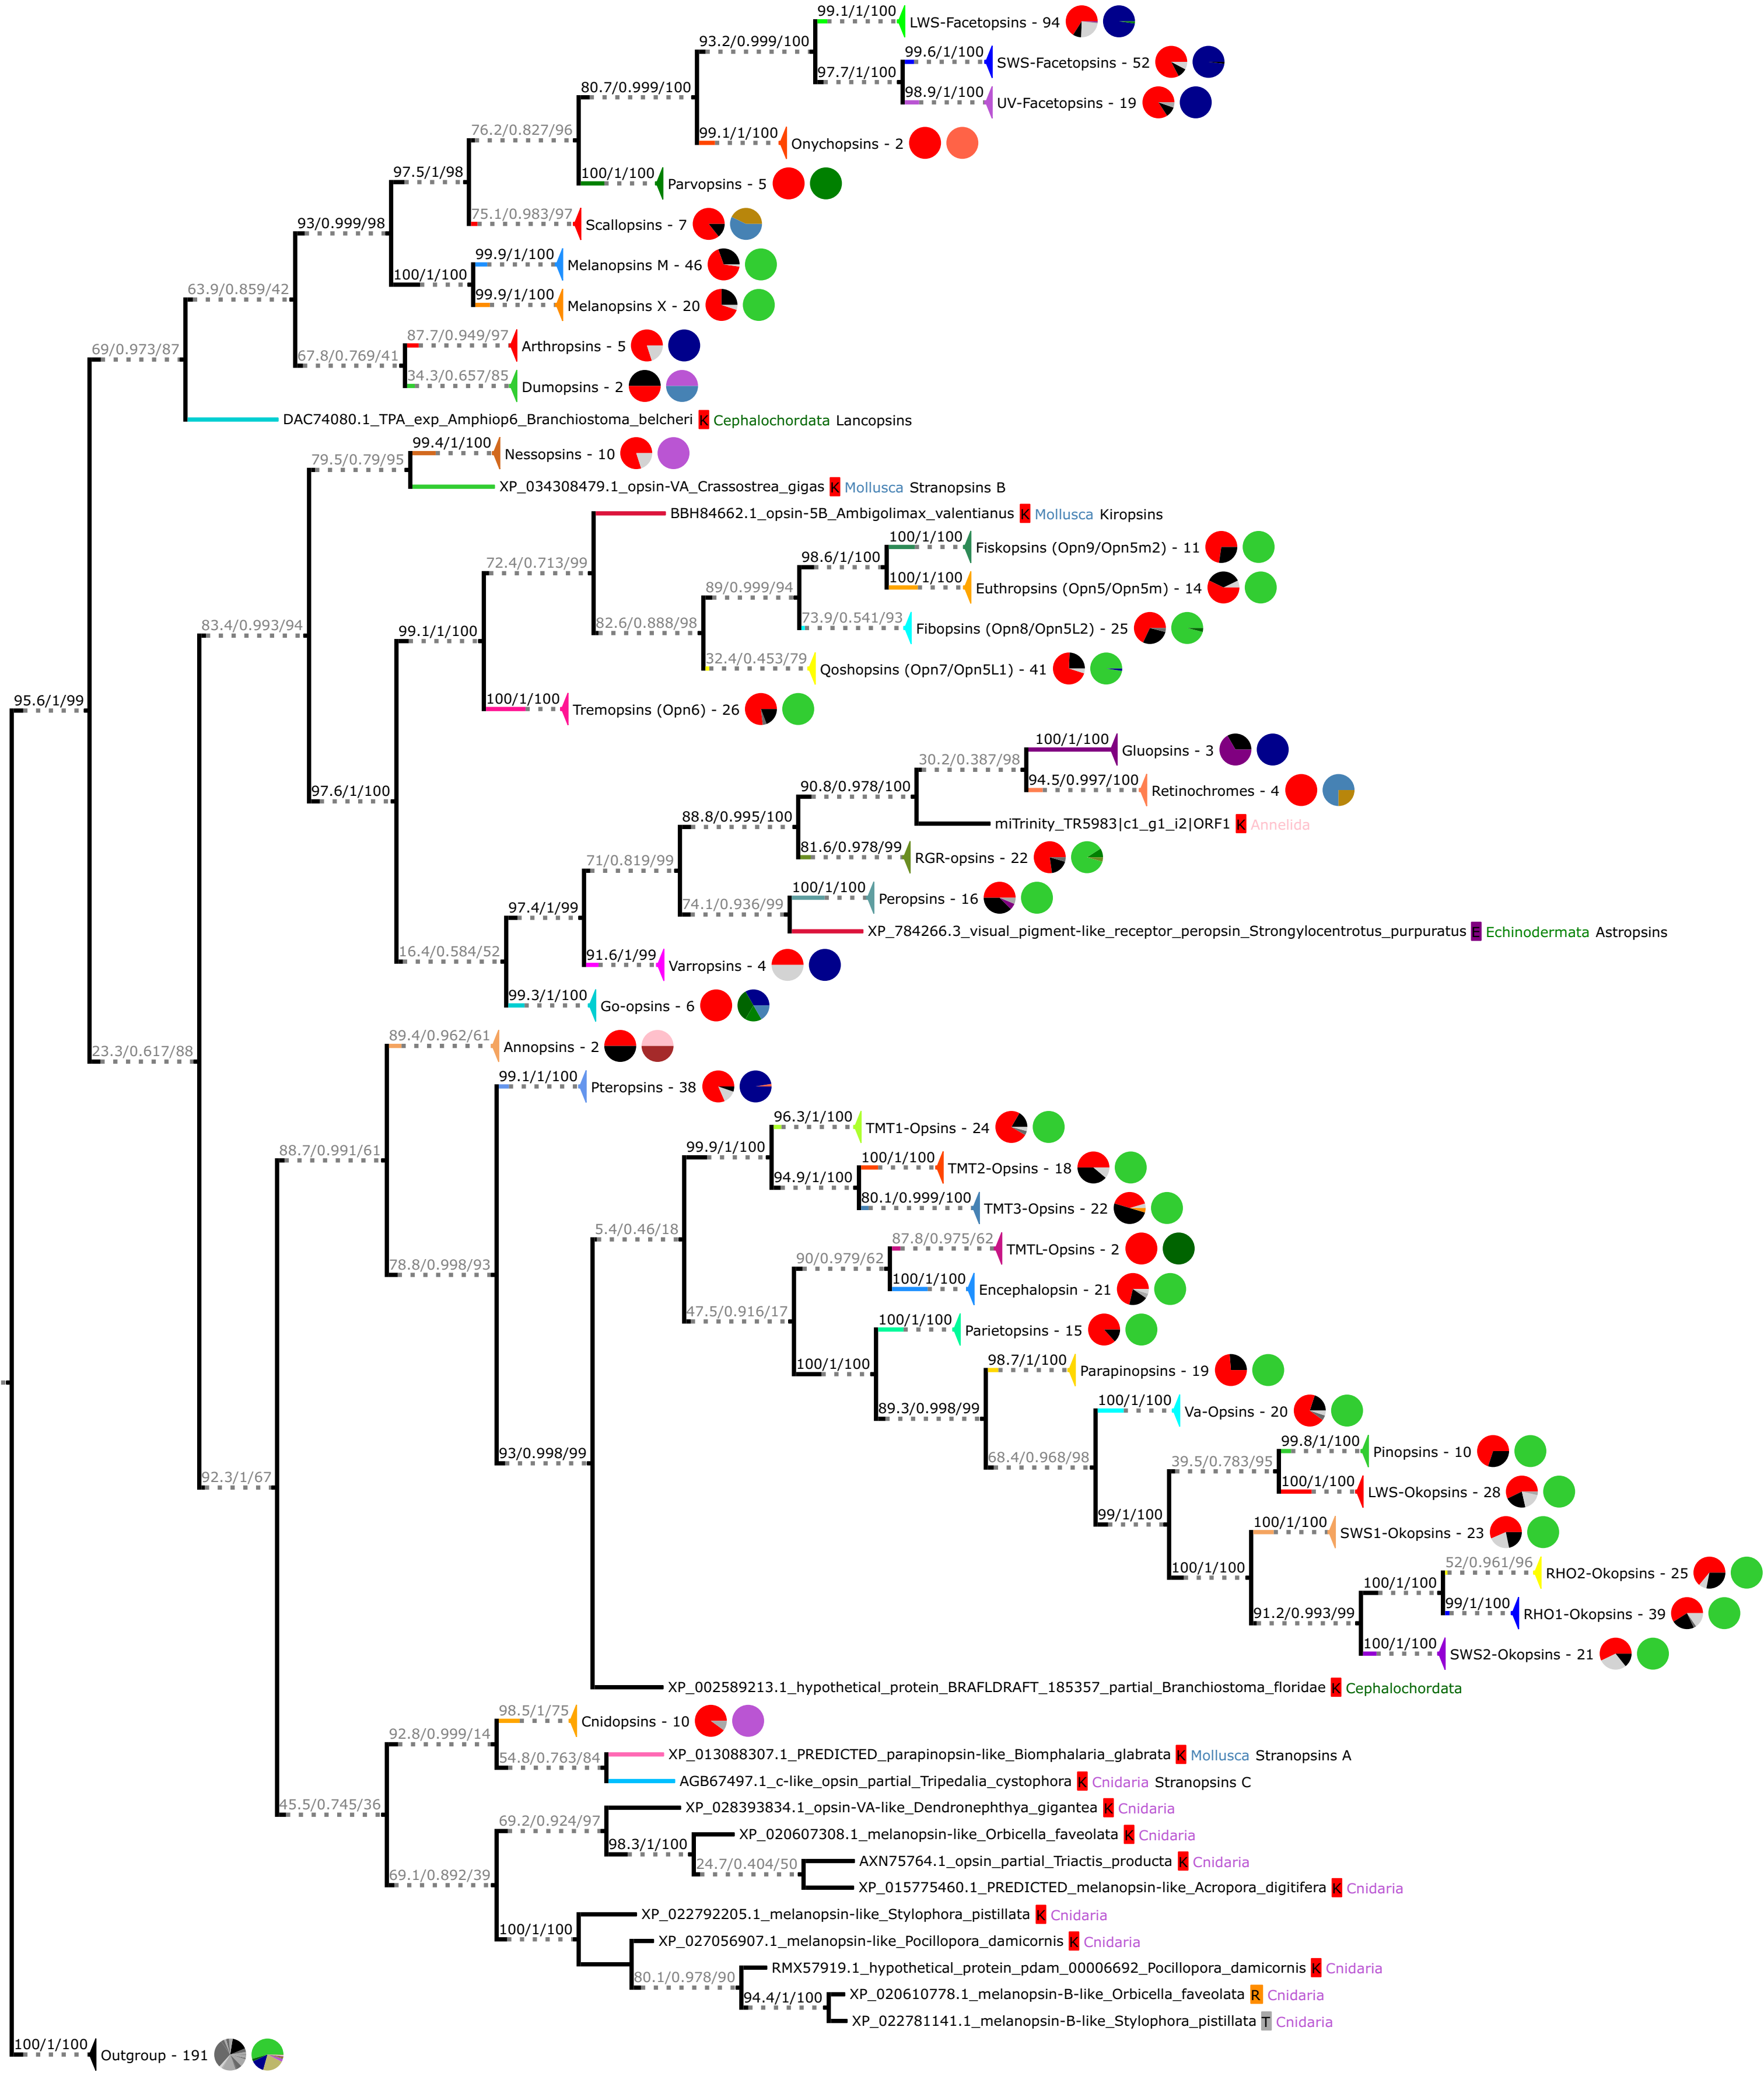 99.1/1/100
LWS-Facetopsins - 94
93.2/0.999/100
99.6/1/100
SWS-Facetopsins - 52
97.7/1/100
80.7/0.999/100
98.9/1/100
UV-Facetopsins - 19
76.2/0.827/96
99.1/1/100
Onychopsins - 2
97.5/1/98
100/1/100
Parvopsins - 5
93/0.999/98
75.1/0.983/97
Scallopsins - 7
99.9/1/100
Melanopsins M - 46
100/1/100
63.9/0.859/42
99.9/1/100
Melanopsins X - 20
87.7/0.949/97
Arthropsins - 5
69/0.973/87
67.8/0.769/41
34.3/0.657/85
Dumopsins - 2
DAC74080.1_TPA_exp_Amphiop6_Branchiostoma_belcheri K Cephalochordata Lancopsins
99.4/1/100
Nessopsins - 10
79.5/0.79/95
XP_034308479.1_opsin-VA_Crassostrea_gigas K Mollusca Stranopsins B
BBH84662.1_opsin-5B_Ambigolimax_valentianus K Mollusca Kiropsins
100/1/100
Fiskopsins (Opn9/Opn5m2) - 11
98.6/1/100
72.4/0.713/99
100/1/100
Euthropsins (Opn5/Opn5m) - 14
89/0.999/94
73.9/0.541/93
Fibopsins (Opn8/Opn5L2) - 25
82.6/0.888/98
83.4/0.993/94
99.1/1/100
32.4/0.453/79
Qoshopsins (Opn7/Opn5L1) - 41
95.6/1/99
100/1/100
Tremopsins (Opn6) - 26
100/1/100
Gluopsins - 3
30.2/0.387/98
94.5/0.997/100
Retinochromes - 4
90.8/0.978/100
97.6/1/100
miTrinity_TR5983|c1_g1_i2|ORF1 K Annelida
88.8/0.995/100
81.6/0.978/99
RGR-opsins - 22
71/0.819/99
100/1/100
Peropsins - 16
74.1/0.936/99
97.4/1/99
XP_784266.3_visual_pigment-like_receptor_peropsin_Strongylocentrotus_purpuratus E Echinodermata Astropsins
16.4/0.584/52
91.6/1/99
Varropsins - 4
99.3/1/100
Go-opsins - 6
89.4/0.962/61
Annopsins - 2
23.3/0.617/88
99.1/1/100
Pteropsins - 38
96.3/1/100
TMT1-Opsins - 24
88.7/0.991/61
99.9/1/100
100/1/100
TMT2-Opsins - 18
94.9/1/100
80.1/0.999/100
TMT3-Opsins - 22
5.4/0.46/18
87.8/0.975/62
TMTL-Opsins - 2
78.8/0.998/93
90/0.979/62
100/1/100
Encephalopsin - 21
47.5/0.916/17
100/1/100
Parietopsins - 15
100/1/100
98.7/1/100
Parapinopsins - 19
89.3/0.998/99
100/1/100
Va-Opsins - 20
93/0.998/99
68.4/0.968/98
99.8/1/100
Pinopsins - 10
39.5/0.783/95
92.3/1/67
100/1/100
LWS-Okopsins - 28
99/1/100
100/1/100
SWS1-Okopsins - 23
100/1/100
52/0.961/96
RHO2-Okopsins - 25
100/1/100
91.2/0.993/99
99/1/100
RHO1-Okopsins - 39
100/1/100
SWS2-Okopsins - 21
XP_002589213.1_hypothetical_protein_BRAFLDRAFT_185357_partial_Branchiostoma_floridae K Cephalochordata
98.5/1/75
Cnidopsins - 10
92.8/0.999/14
54.8/0.763/84
XP_013088307.1_PREDICTED_parapinopsin-like_Biomphalaria_glabrata K Mollusca Stranopsins A
AGB67497.1_c-like_opsin_partial_Tripedalia_cystophora K Cnidaria Stranopsins C
45.5/0.745/36
XP_028393834.1_opsin-VA-like_Dendronephthya_gigantea K Cnidaria
69.2/0.924/97
XP_020607308.1_melanopsin-like_Orbicella_faveolata K Cnidaria
98.3/1/100
AXN75764.1_opsin_partial_Triactis_producta K Cnidaria
24.7/0.404/50
69.1/0.892/39
XP_015775460.1_PREDICTED_melanopsin-like_Acropora_digitifera K Cnidaria
XP_022792205.1_melanopsin-like_Stylophora_pistillata K Cnidaria
100/1/100
XP_027056907.1_melanopsin-like_Pocillopora_damicornis K Cnidaria
RMX57919.1_hypothetical_protein_pdam_00006692_Pocillopora_damicornis K Cnidaria
80.1/0.978/90
XP_020610778.1_melanopsin-B-like_Orbicella_faveolata R Cnidaria
94.4/1/100
XP_022781141.1_melanopsin-B-like_Stylophora_pistillata T Cnidaria
100/1/100
Outgroup - 191